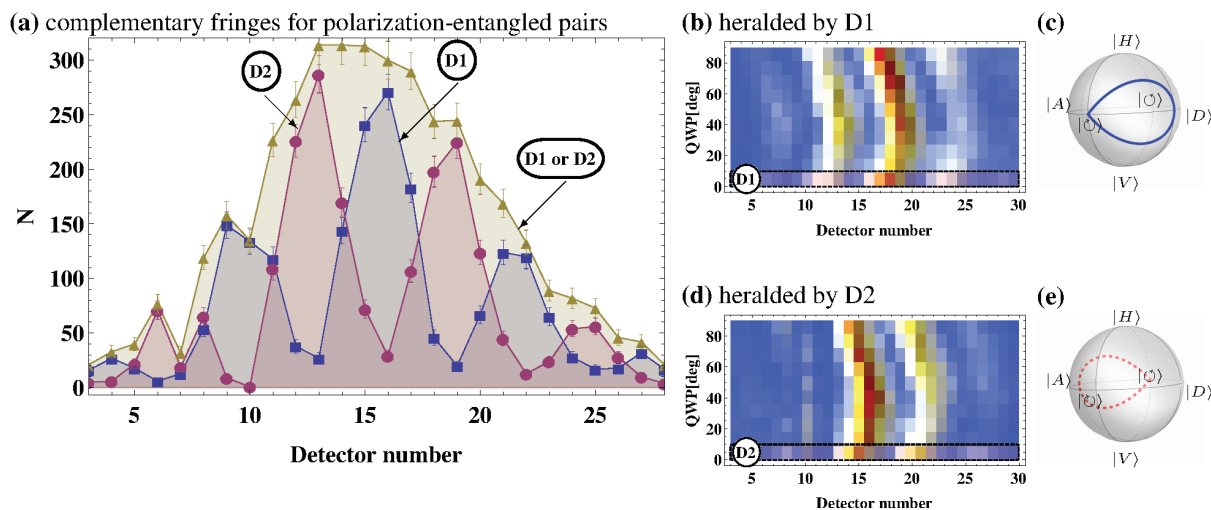 (a) complementary fringes for polarization-entangled pairs
300
250
200
150
100
50
0
N
D2
D1
D1 or D2
5 10 15 20 25
Detector number
(b) heralded by D1
80
60
40
20
0
QWP[deg]
D1
5 10 15 20 25 30
Detector number
(c)
|H⟩
|A⟩
|↻⟩
|↺⟩
|D⟩
|V⟩
(d) heralded by D2
80
60
40
20
0
QWP[deg]
D2
5 10 15 20 25 30
Detector number
(e)
|H⟩
|A⟩
|↻⟩
|↺⟩
|D⟩
|V⟩